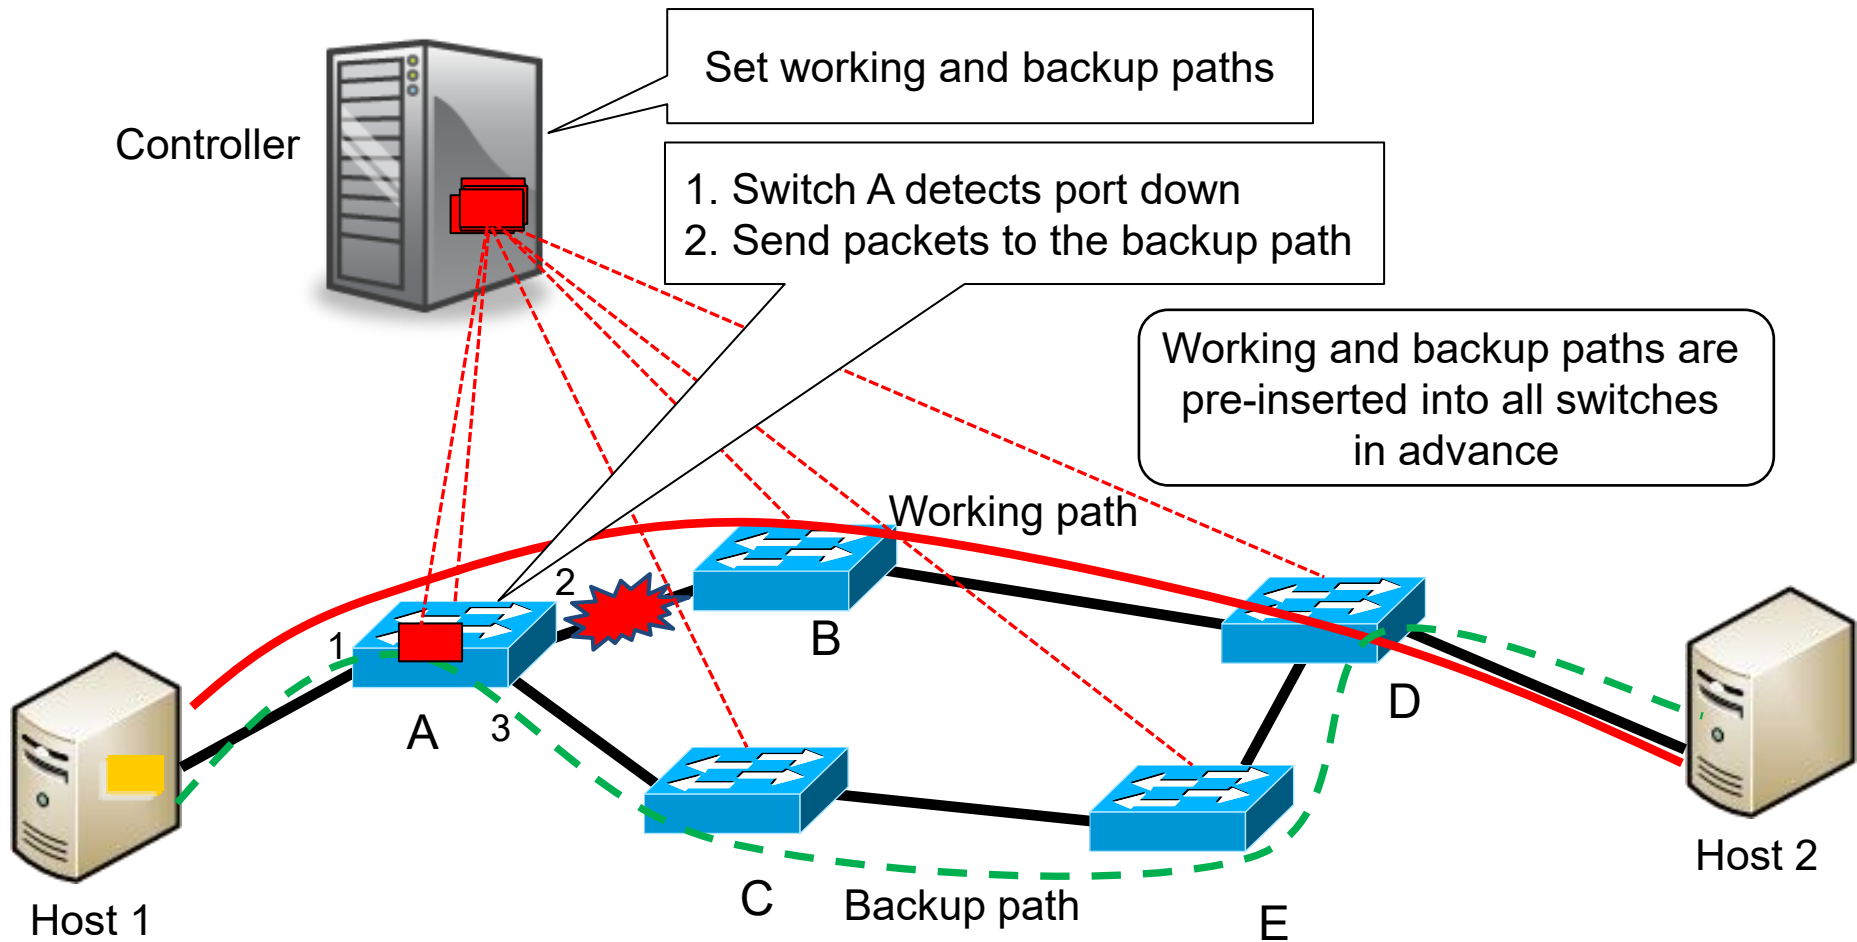 Set working and backup paths
Controller
1. Switch A detects port down
2. Send packets to the backup path
Working and backup paths are
pre-inserted into all switches
in advance
Working path
2
1
B
A
3
D
C
Backup path
E
Host 1
Host 2